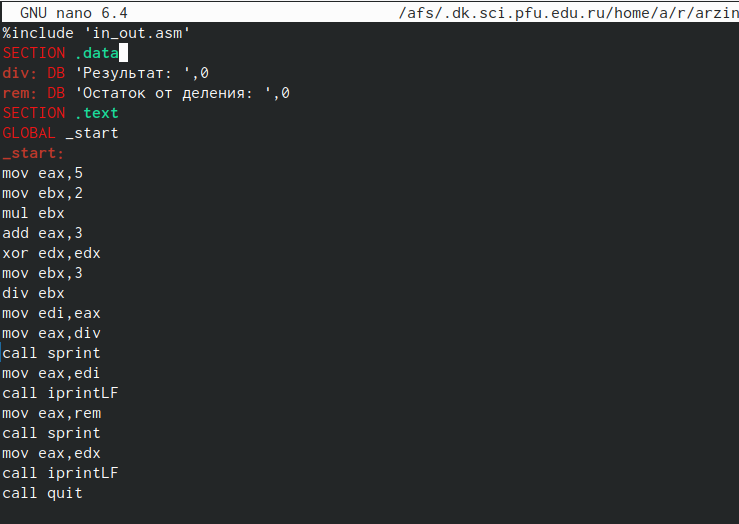 GNU nano 6.4 /afs/.dk.sci.pfu.edu.ru/home/a/r/arzin
%include 'in_out.asm'
SECTION .data
div: DB 'Результат: ',0
rem: DB 'Остаток от деления: ',0
SECTION .text
GLOBAL _start
_start:
mov eax,5
mov ebx,2
mul ebx
add eax,3
xor edx,edx
mov ebx,3
div ebx
mov edi,eax
mov eax,div
call sprint
mov eax,edi
call iprintLF
mov eax,rem
call sprint
mov eax,edx
call iprintLF
call quit